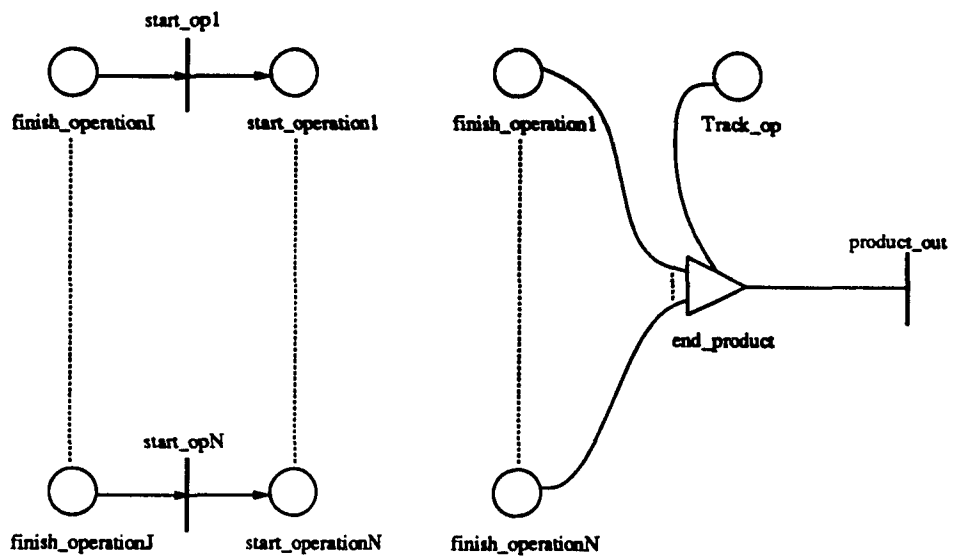 start_op1
finish_operationI
start_operation1
finish_operation1
Track_op
product_out
end_product
start_opN
finish_operationJ
start_operationN
finish_operationN